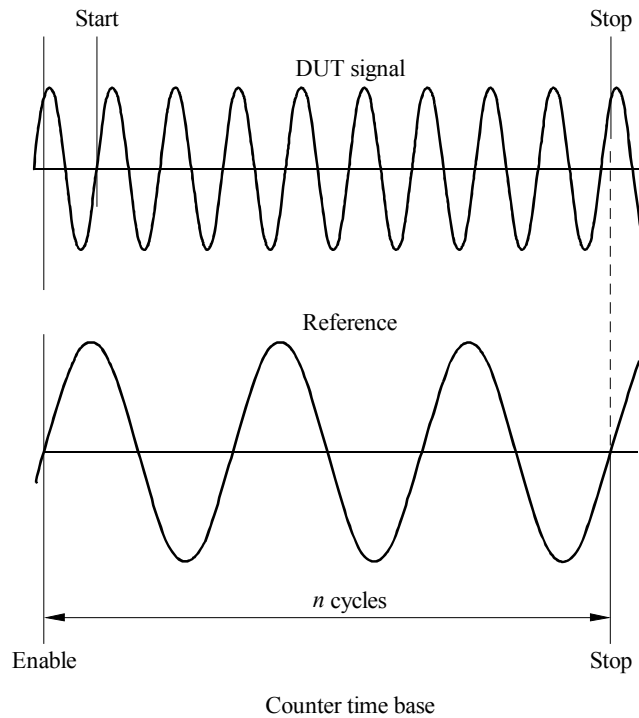 Start
Stop
DUT signal
Reference
n cycles
Enable
Stop
Counter time base